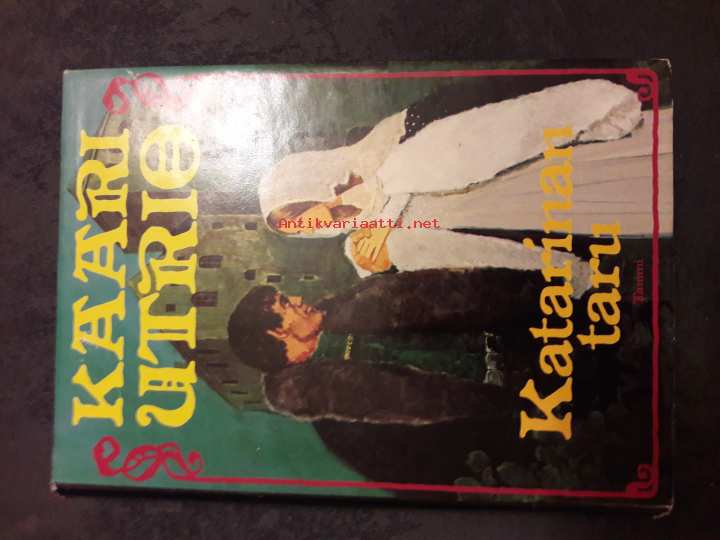 KAARI
UTRIO
Antikvariaatti.net
Katarinan
taru
Tammi